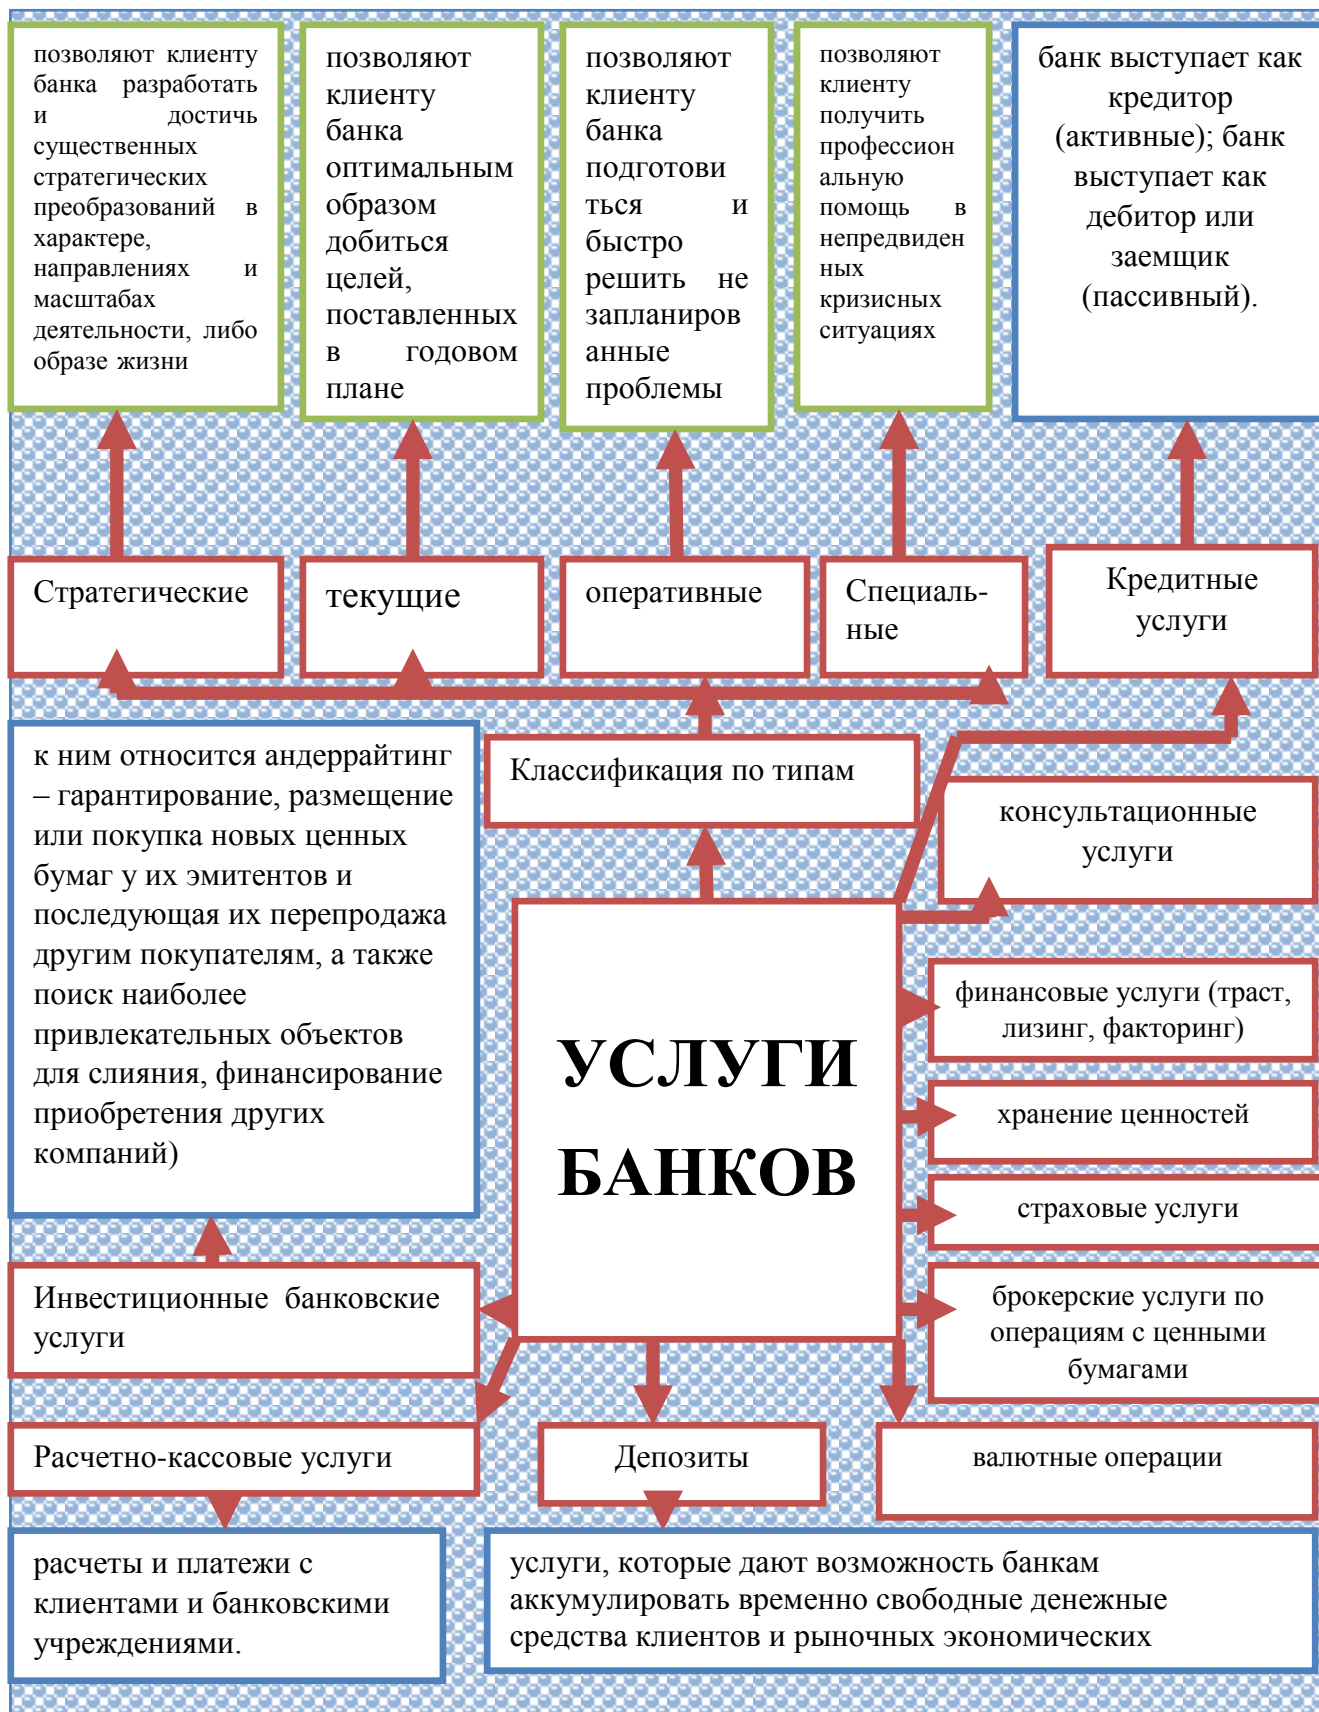 позволяют клиенту
банка разработать
и достичь
существенных
стратегических
преобразований в
характере,
направлениях и
масштабах
деятельности, либо
образе жизни
позволяют
клиенту
банка
оптимальным
образом
добиться
целей,
поставленных
в годовом
плане
позволяют
клиенту
банка
подготови
ться и
быстро
решить не
запланиров
анные
проблемы
позволяют
клиенту
получить
профессион
альную
помощь в
непредвиден
ных
кризисных
ситуациях
банк выступает как
кредитор
(активные); банк
выступает как
дебитор или
заемщик
(пассивный).
Стратегические
текущие
оперативные
Специаль-
ные
Кредитные
услуги
к ним относится андеррайтинг
– гарантирование, размещение
или покупка новых ценных
бумаг у их эмитентов и
последующая их перепродажа
другим покупателям, а также
поиск наиболее
привлекательных объектов
для слияния, финансирование
приобретения других
компаний)
Классификация по типам
консультационные
услуги
УСЛУГИ
БАНКОВ
финансовые услуги (траст,
лизинг, факторинг)
хранение ценностей
страховые услуги
брокерские услуги по
операциям с ценными
бумагами
Инвестиционные банковские
услуги
Расчетно-кассовые услуги
Депозиты
валютные операции
расчеты и платежи с
клиентами и банковскими
учреждениями.
услуги, которые дают возможность банкам
аккумулировать временно свободные денежные
средства клиентов и рыночных экономических